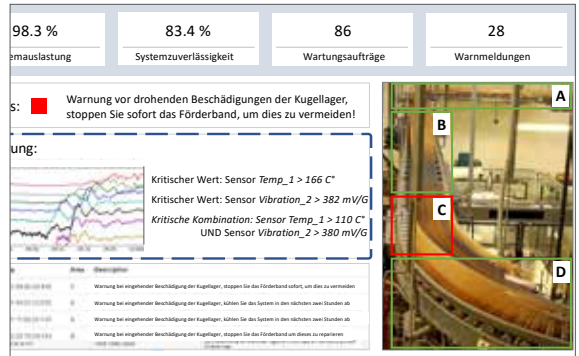 98.3 %
83.4 %
86
28
emauslastung
Systemzuverlässigkeit
Wartungsaufträge
Warnmeldungen
s:
Warnung vor drohenden Beschädigungen der Kugellager,
stoppen Sie sofort das Förderband, um dies zu vermeiden!
ung:
Kritischer Wert: Sensor Temp_1 > 166 C°
Kritischer Wert: Sensor Vibration_2 > 382 mV/G
Kritische Kombination: Sensor Temp_1 > 110 C°
UND Sensor Vibration_2 > 380 mV/G
Area Description
Warnung bei eingehender Beschädigung der Kugellager, stoppen Sie das Förderband sofort, um dies zu vermeiden
Warnung bei eingehender Beschädigung der Kugellager, kühlen Sie das System in den nächsten zwei Stunden ab
Warnung bei eingehender Beschädigung der Kugellager, kühlen Sie das System in den nächsten zwei Stunden ab
Warnung bei eingehender Beschädigung der Kugellager, stoppen Sie das Förderband um dieses zu reparieren
A
B
C
D